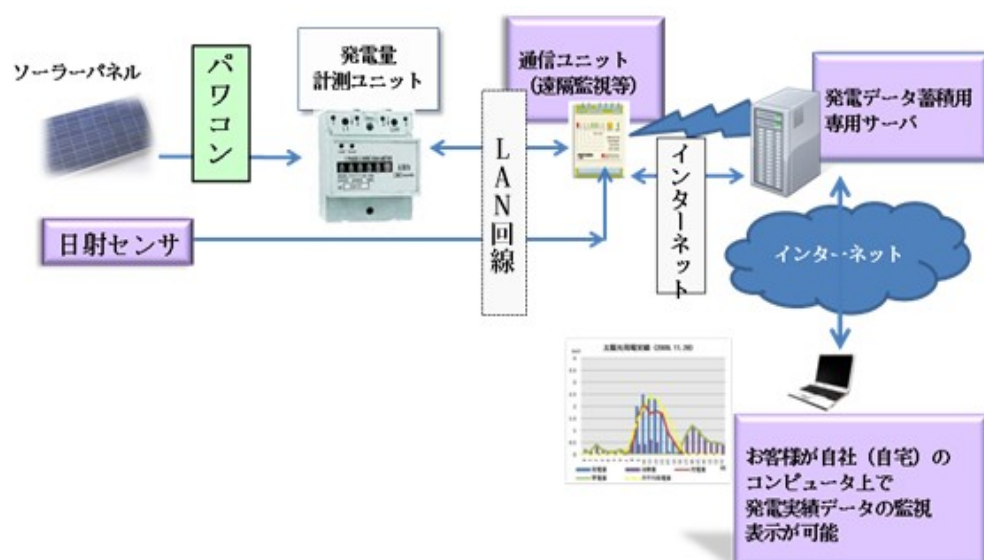 ソーラーパネル
パワコン
発電量
計測ユニット
通信ユニット
(遠隔監視等)
発電データ蓄積用
専用サーバ
LAN回線
インターネット
日射センサ
インターネット
お客様が自社(自宅)の
コンピュータ上で
発電実績データの監視
表示が可能